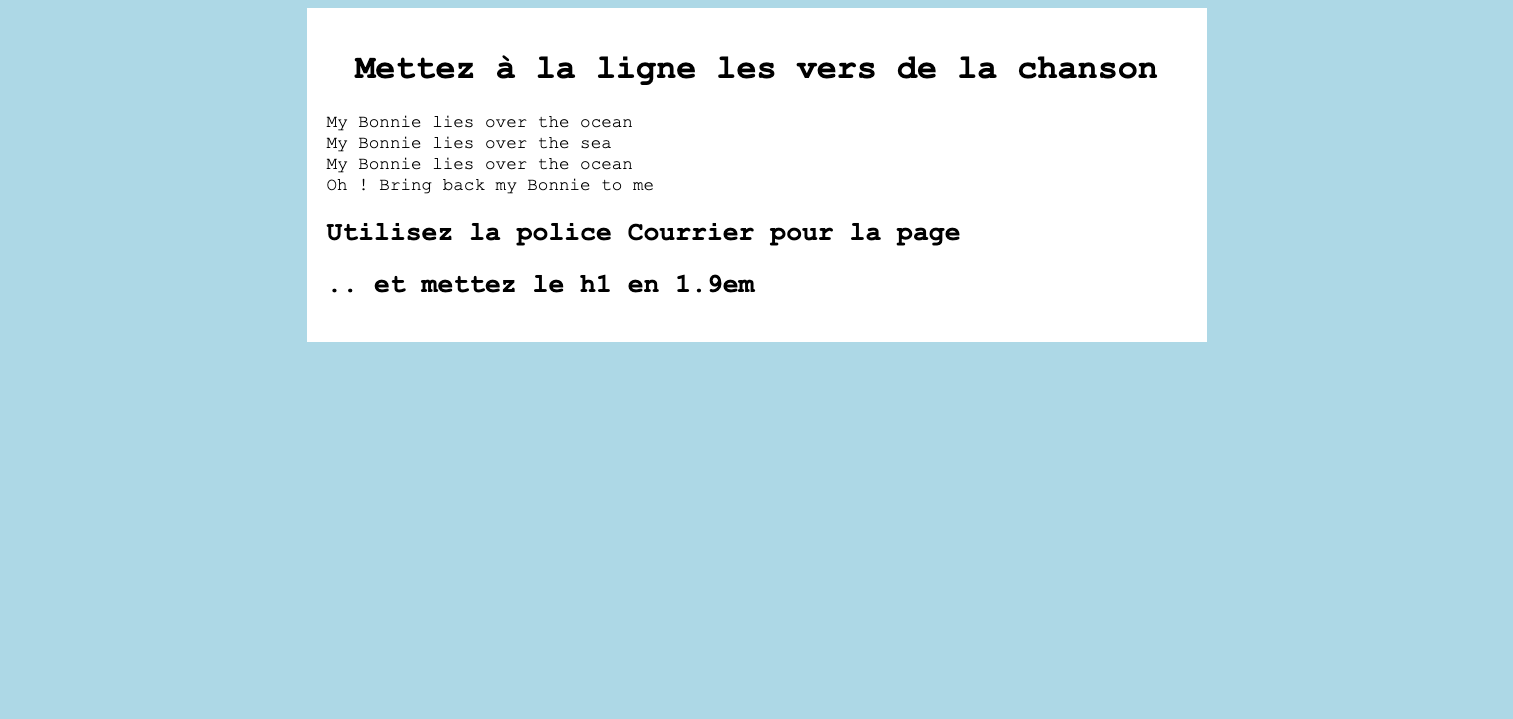 Mettez à la ligne les vers de la chanson
My Bonnie lies over the ocean
My Bonnie lies over the sea
My Bonnie lies over the ocean
Oh ! Bring back my Bonnie to me
Utilisez la police Courrier pour la page
.. et mettez le h1 en 1.9em